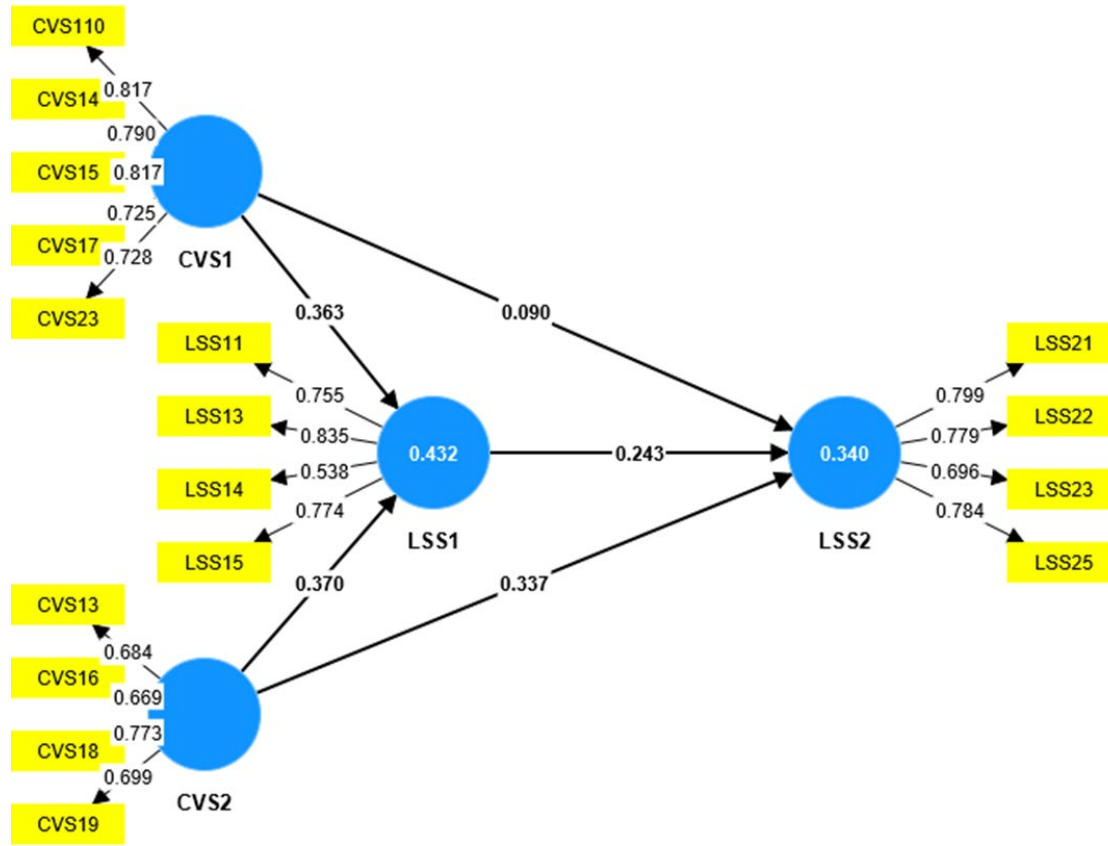 CVS110
0.817
CVS14
0.790
CVS15
0.817
0.725
CVS17
0.728
CVS23
CVS1
0.363
0.090
LSS11
0.755
LSS13
0.835
LSS14
0.538
0.774
LSS15
0.432
LSS1
0.243
0.340
LSS2
LSS21
0.799
LSS22
0.779
LSS23
0.696
0.784
LSS25
0.370
0.337
CVS13
0.684
CVS16
0.669
0.773
CVS18
0.699
CVS19
CVS2